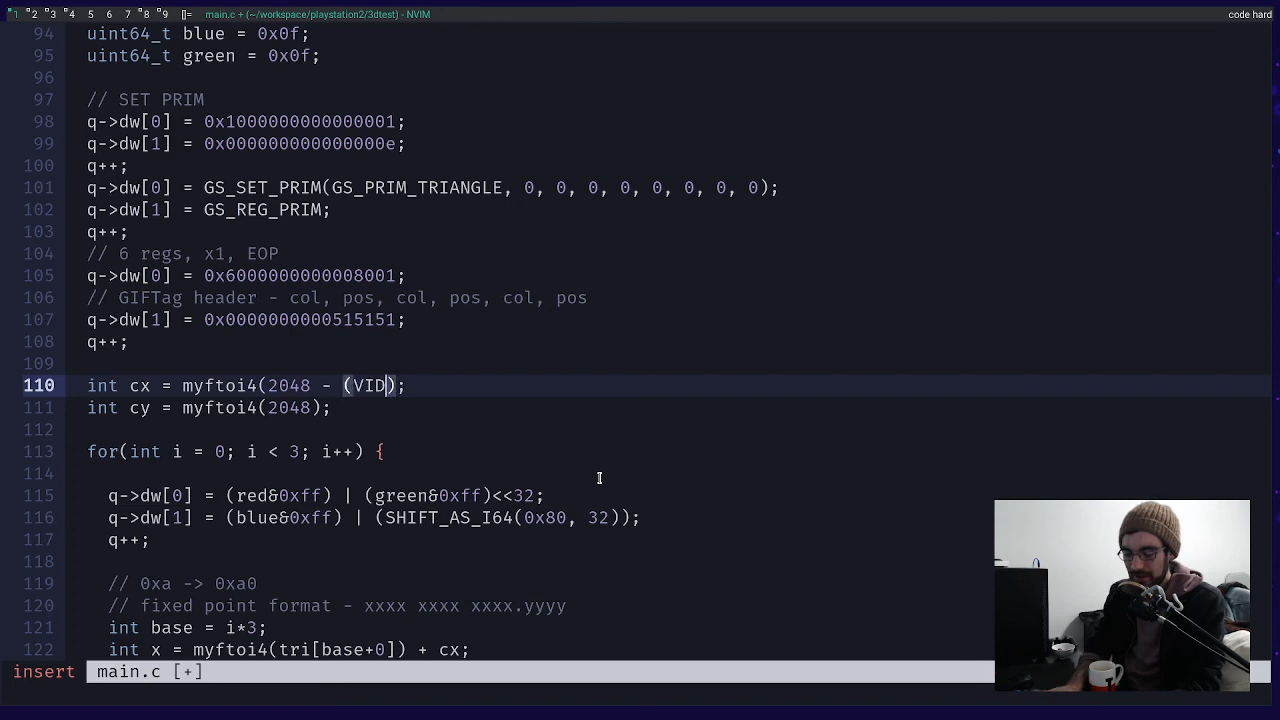 1 2 3 4 5 6 7 8 9 []= main.c + (~/workspace/playstation2/3dtest) - NVIM code hard
94 uint64_t blue = 0x0f;
95 uint64_t green = 0x0f;
96
97 // SET PRIM
98 q->dw[0] = 0x1000000000000001;
99 q->dw[1] = 0x000000000000000e;
100 q++;
101 q->dw[0] = GS_SET_PRIM(GS_PRIM_TRIANGLE, 0, 0, 0, 0, 0, 0, 0, 0);
102 q->dw[1] = GS_REG_PRIM;
103 q++;
104 // 6 regs, x1, EOP
105 q->dw[0] = 0x6000000000008001;
106 // GIFTag header - col, pos, col, pos, col, pos
107 q->dw[1] = 0x0000000000515151;
108 q++;
109
110 int cx = myftoi4(2048 - (VID);
111 int cy = myftoi4(2048);
112
113 for(int i = 0; i < 3; i++) {
114
115 q->dw[0] = (red&0xff) | (green&0xff)<<32;
116 q->dw[1] = (blue&0xff) | (SHIFT_AS_I64(0x80, 32));
117 q++;
118
119 // 0xa -> 0xa0
120 // fixed point format - xxxx xxxx xxxx.yyyy
121 int base = i*3;
122 int x = myftoi4(tri[base+0]) + cx;
insert main.c [+]